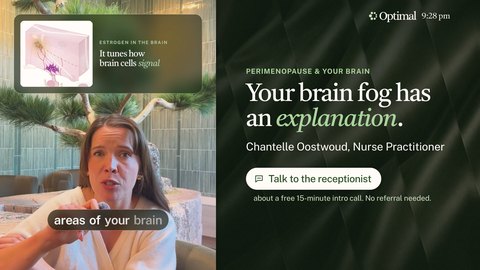 ESTROGEN IN THE BRAIN
It tunes how
brain cells signal
areas of your brain
Optimal 9:28 pm
PERIMENOPAUSE & YOUR BRAIN
Your brain fog has
an explanation.
Chantelle Oostwoud, Nurse Practitioner
Talk to the receptionist
about a free 15-minute intro call. No referral needed.